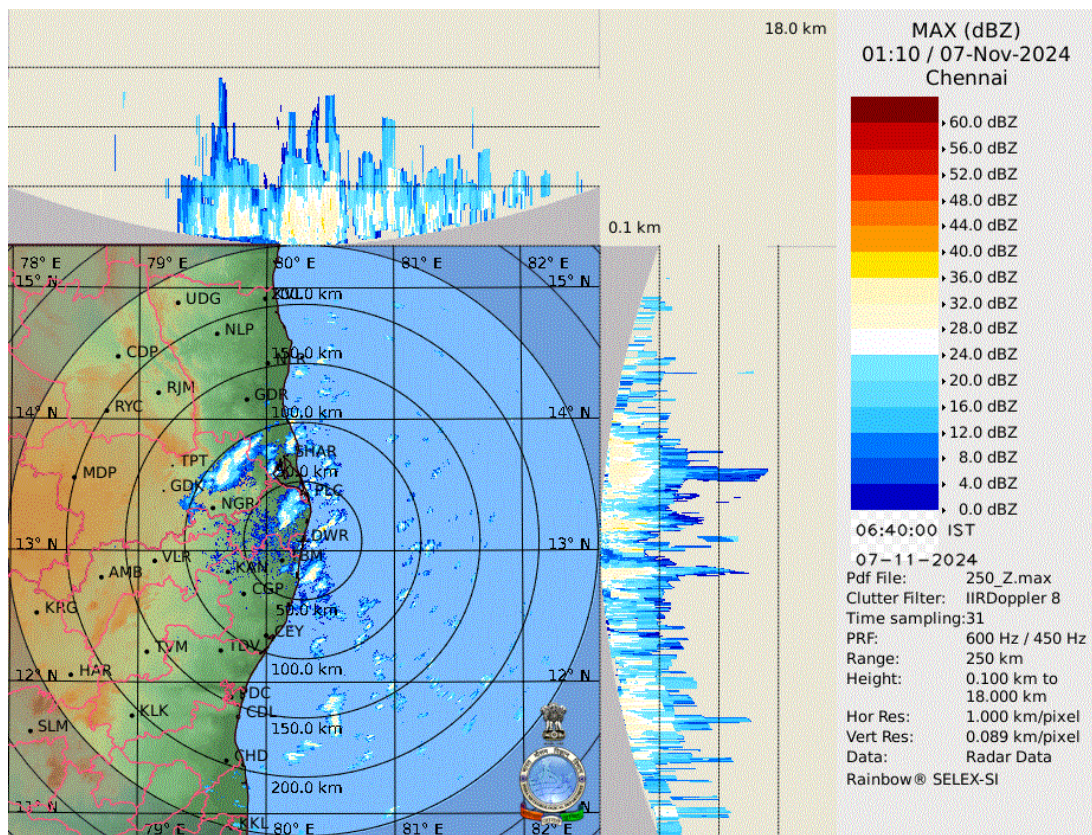 18.0 km
0.1 km
MAX (dBZ)
01:10 / 07-Nov-2024
Chennai
60.0 dBZ
56.0 dBZ
52.0 dBZ
48.0 dBZ
44.0 dBZ
40.0 dBZ
36.0 dBZ
32.0 dBZ
28.0 dBZ
24.0 dBZ
20.0 dBZ
16.0 dBZ
12.0 dBZ
8.0 dBZ
4.0 dBZ
0.0 dBZ
06:40:00 IST
07-11-2024
Pdf File: 250_Z.max
Clutter Filter: IIRDoppler 8
Time sampling:31
PRF: 600 Hz / 450 Hz
Range: 250 km
Height: 0.100 km to
18.000 km
Hor Res: 1.000 km/pixel
Vert Res: 0.089 km/pixel
Data: Radar Data
Rainbow® SELEX-SI
78° E
79° E
80° E
81° E
82° E
15° N
UDG
200.0 km
NLP
CDP
150.0 km
RJM
GDR
RYC
100.0 km
14° N
SHAR
TPT
MDP
50.0 km
NGR
13° N
VLR
KAN
AMB
CGP
50.0 km
CEY
TVM
TDV
100.0 km
HAR
12° N
PDC
KLK
CDL
SLM
150.0 km
CHD
200.0 km
11° N
KKL
79° E
80° E
81° E
82° E